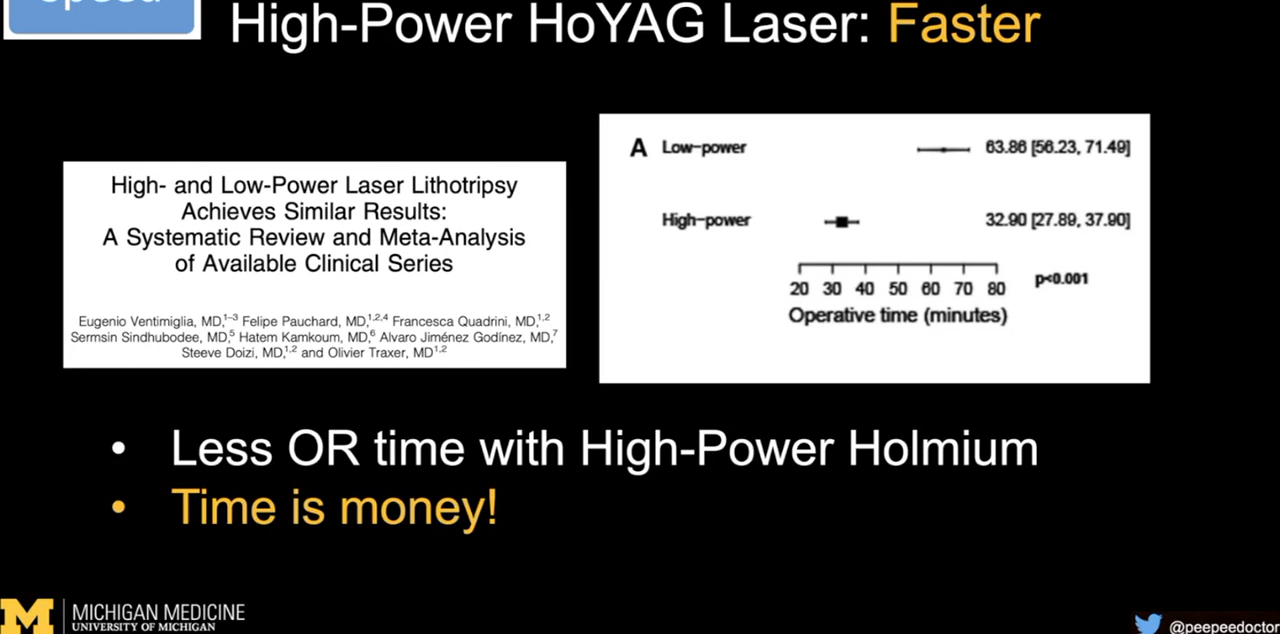 speed
High-Power HoYAG Laser: Faster
High- and Low-Power Laser Lithotripsy
Achieves Similar Results:
A Systematic Review and Meta-Analysis
of Available Clinical Series
Eugenio Ventimiglia, MD,1–3 Felipe Pauchard, MD,1,2,4 Francesca Quadrini, MD,1,2
Sermsin Sindhubodee, MD,5 Hatem Kamkoum, MD,6 Alvaro Jiménez Godínez, MD,7
Steeve Doizi, MD,1,2 and Olivier Traxer, MD1,2
A Low-power 63.86 [56.23, 71.49]
High-power 32.90 [27.89, 37.90]
20 30 40 50 60 70 80 p<0.001
Operative time (minutes)
• Less OR time with High-Power Holmium
• Time is money!
M MICHIGAN MEDICINE
UNIVERSITY OF MICHIGAN
@peepeedoctor